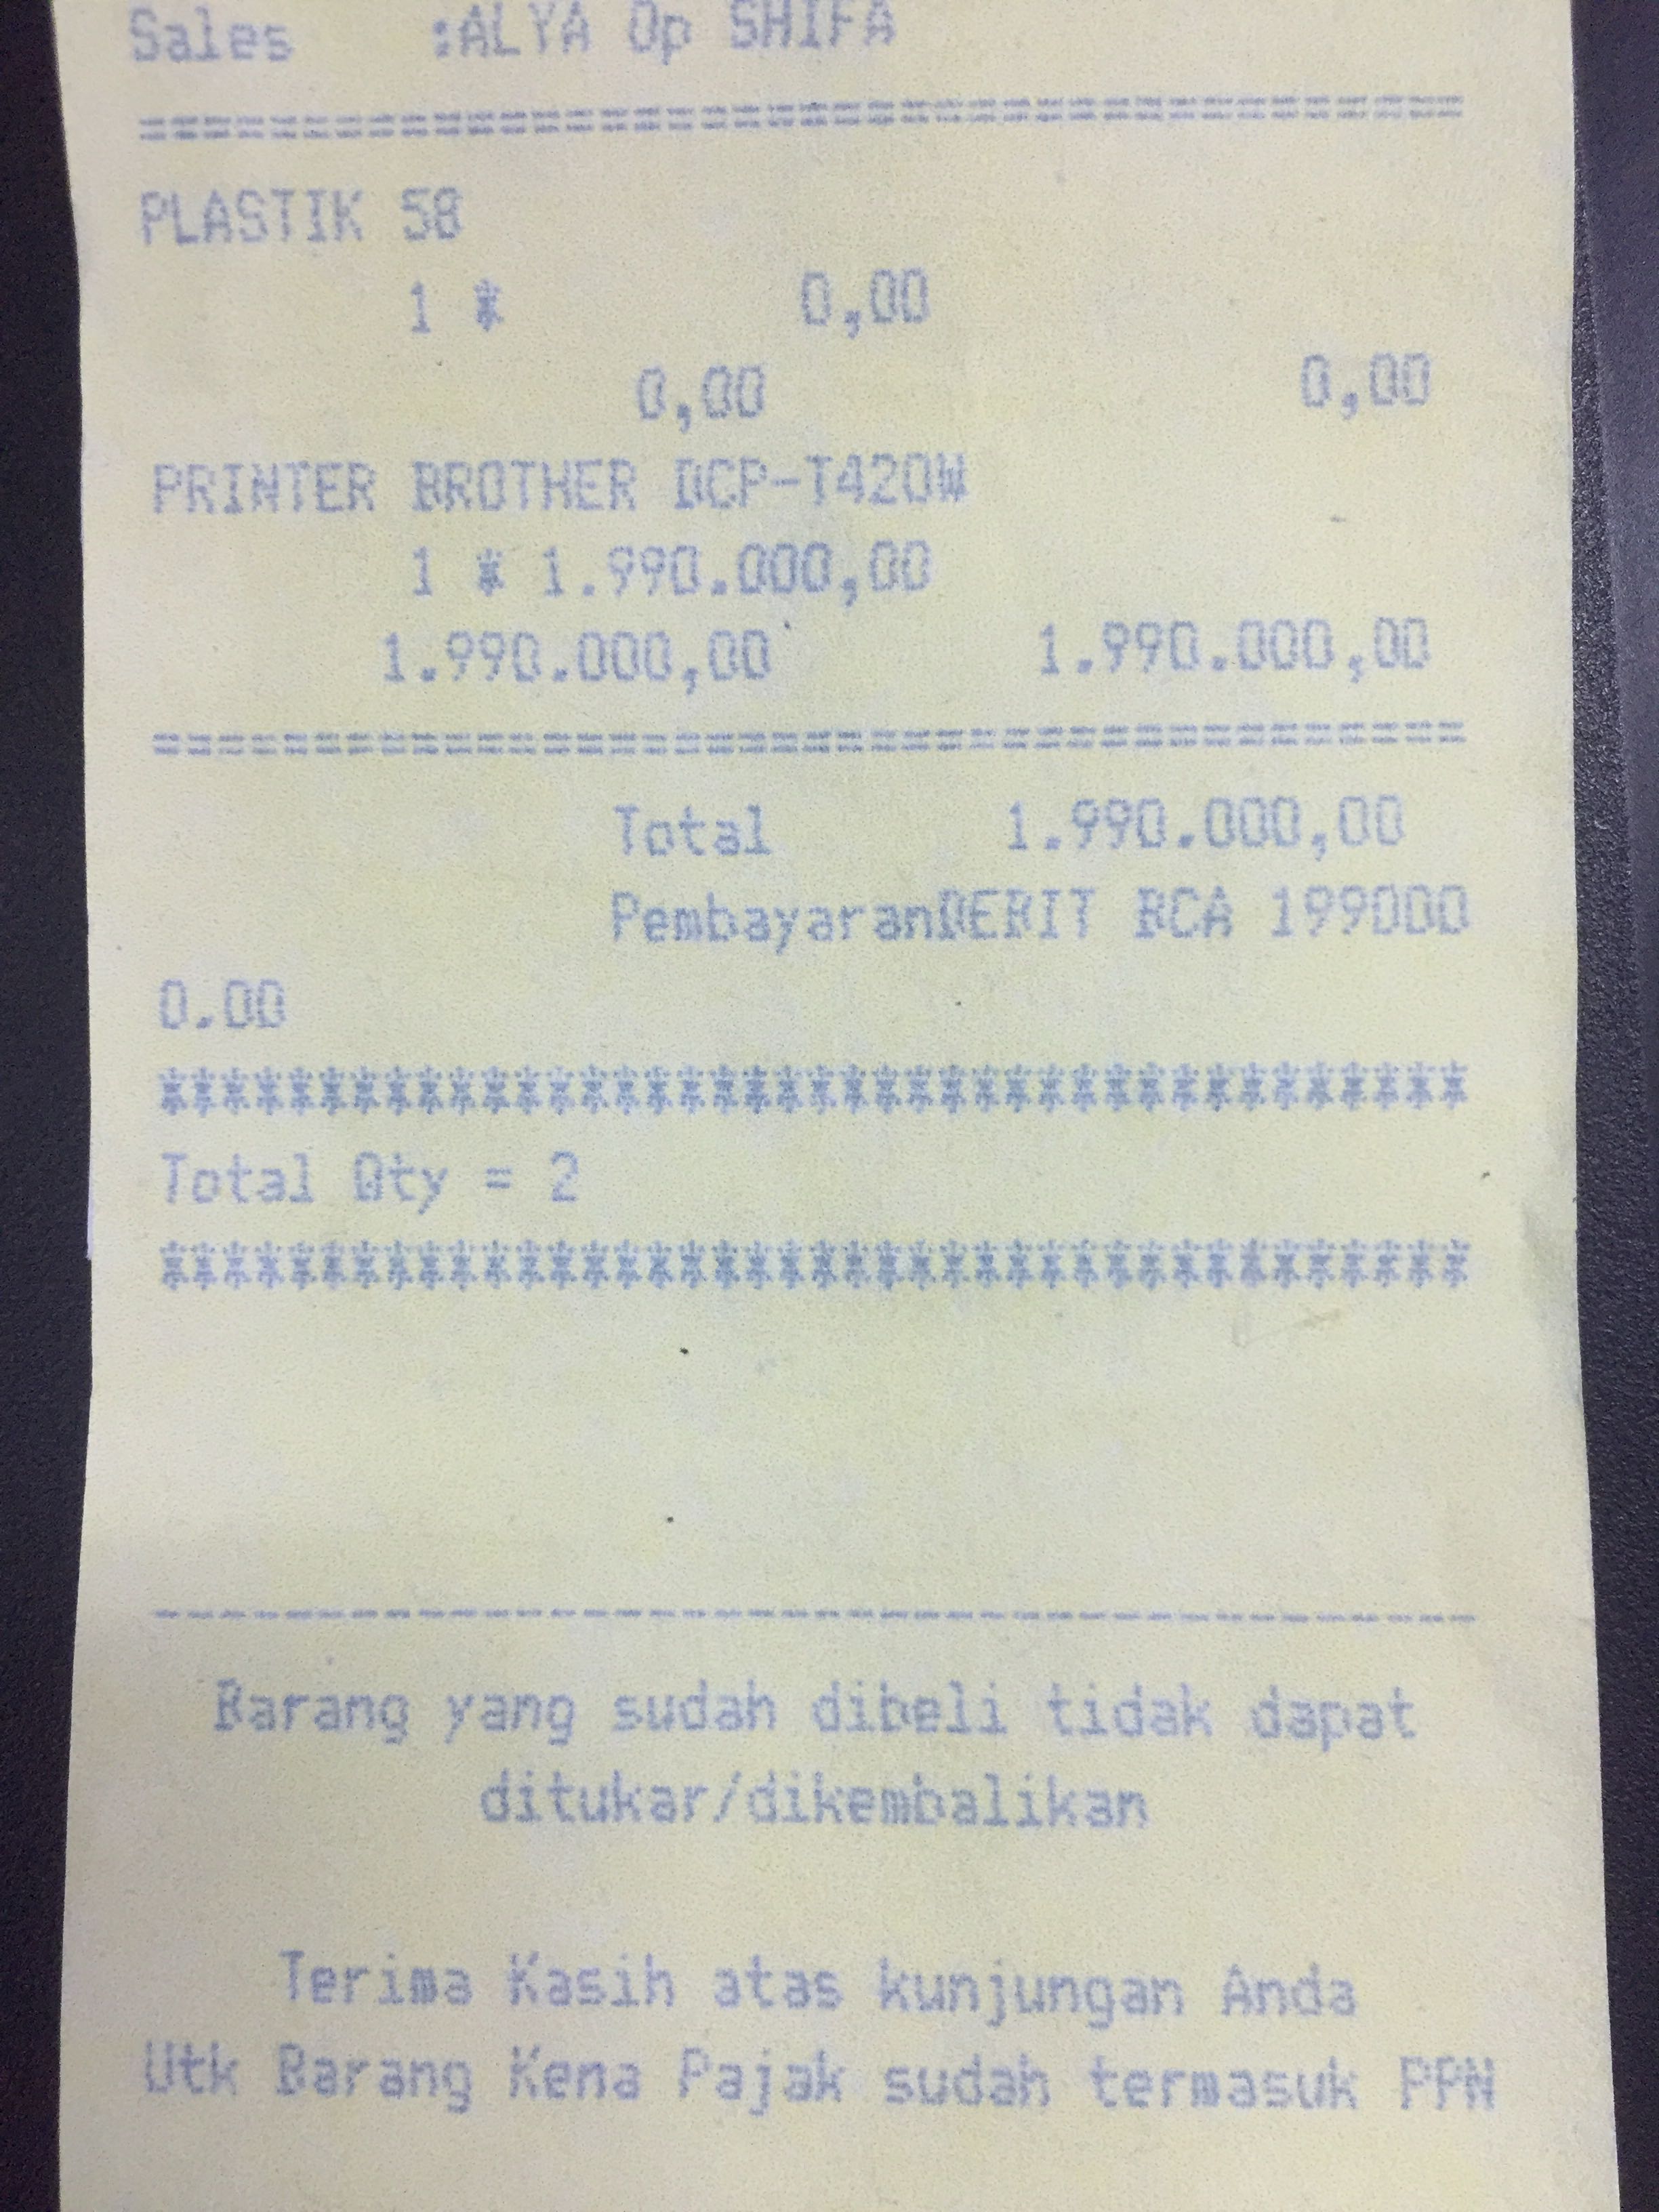 Sales :ALYA Op SHIFA
========================================
PLASTIK 58
1 * 0,00
0,00 0,00
PRINTER BROTHER DCP-T420W
1 * 1.990.000,00
1.990.000,00 1.990.000,00
========================================
Total 1.990.000,00
PembayaranDEBIT BCA 199000
0.00
****************************************
Total Qty = 2
****************************************
----------------------------------------
Barang yang sudah dibeli tidak dapat
ditukar/dikembalikan
Terima Kasih atas kunjungan Anda
Utk Barang Kena Pajak sudah termasuk PPN